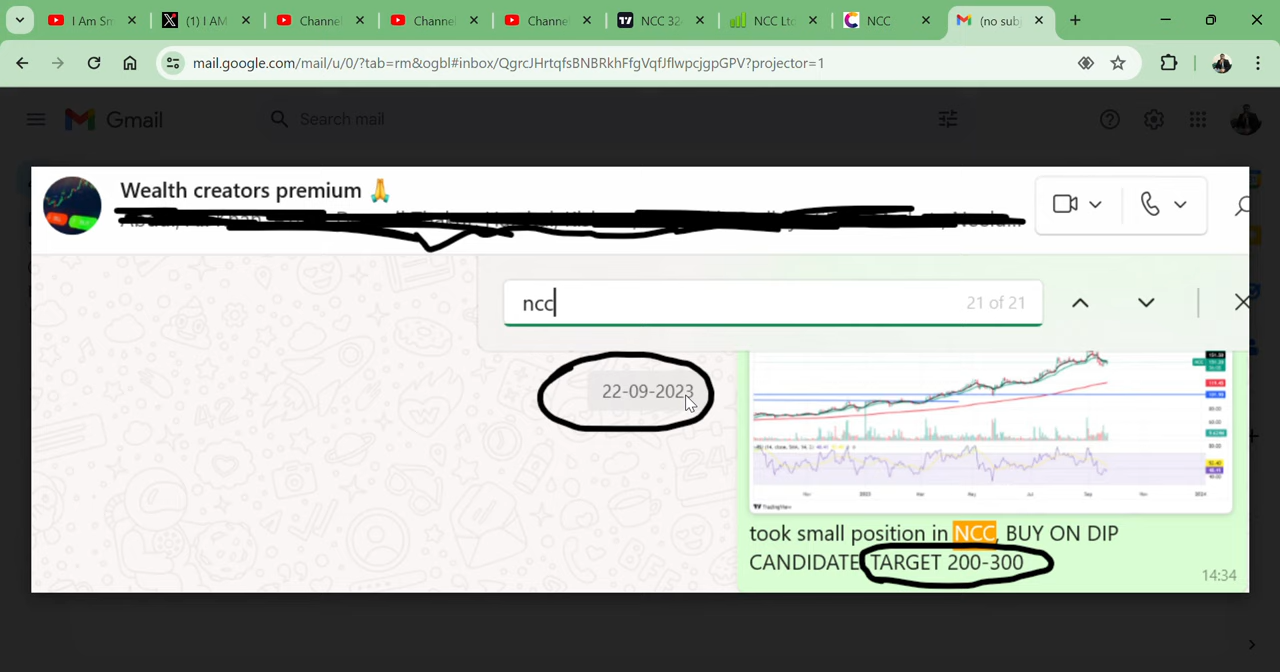 I Am Sm
(1) I AM
Channel
Channel
Channe
NCC 32
NCC Ltd
NCC
(no sub
mail.google.com/mail/u/0/?tab=rm&ogbl#inbox/QgrcJHrtqfsBNBRkhFfgVqfJflwpcjgpGPV?projector=1
Gmail
Search mail
Wealth creators premium 🙏
ncc
21 of 21
22-09-2023
TradingView
took small position in NCC, BUY ON DIP
CANDIDATE TARGET 200-300
14:34